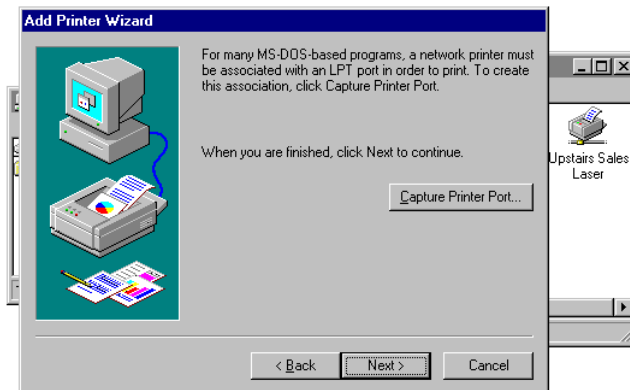 Add Printer Wizard
For many MS-DOS-based programs, a network printer must
be associated with an LPT port in order to print. To create
this association, click Capture Printer Port.
When you are finished, click Next to continue.
Capture Printer Port...
Upstairs Sales
Laser
< Back
Next >
Cancel